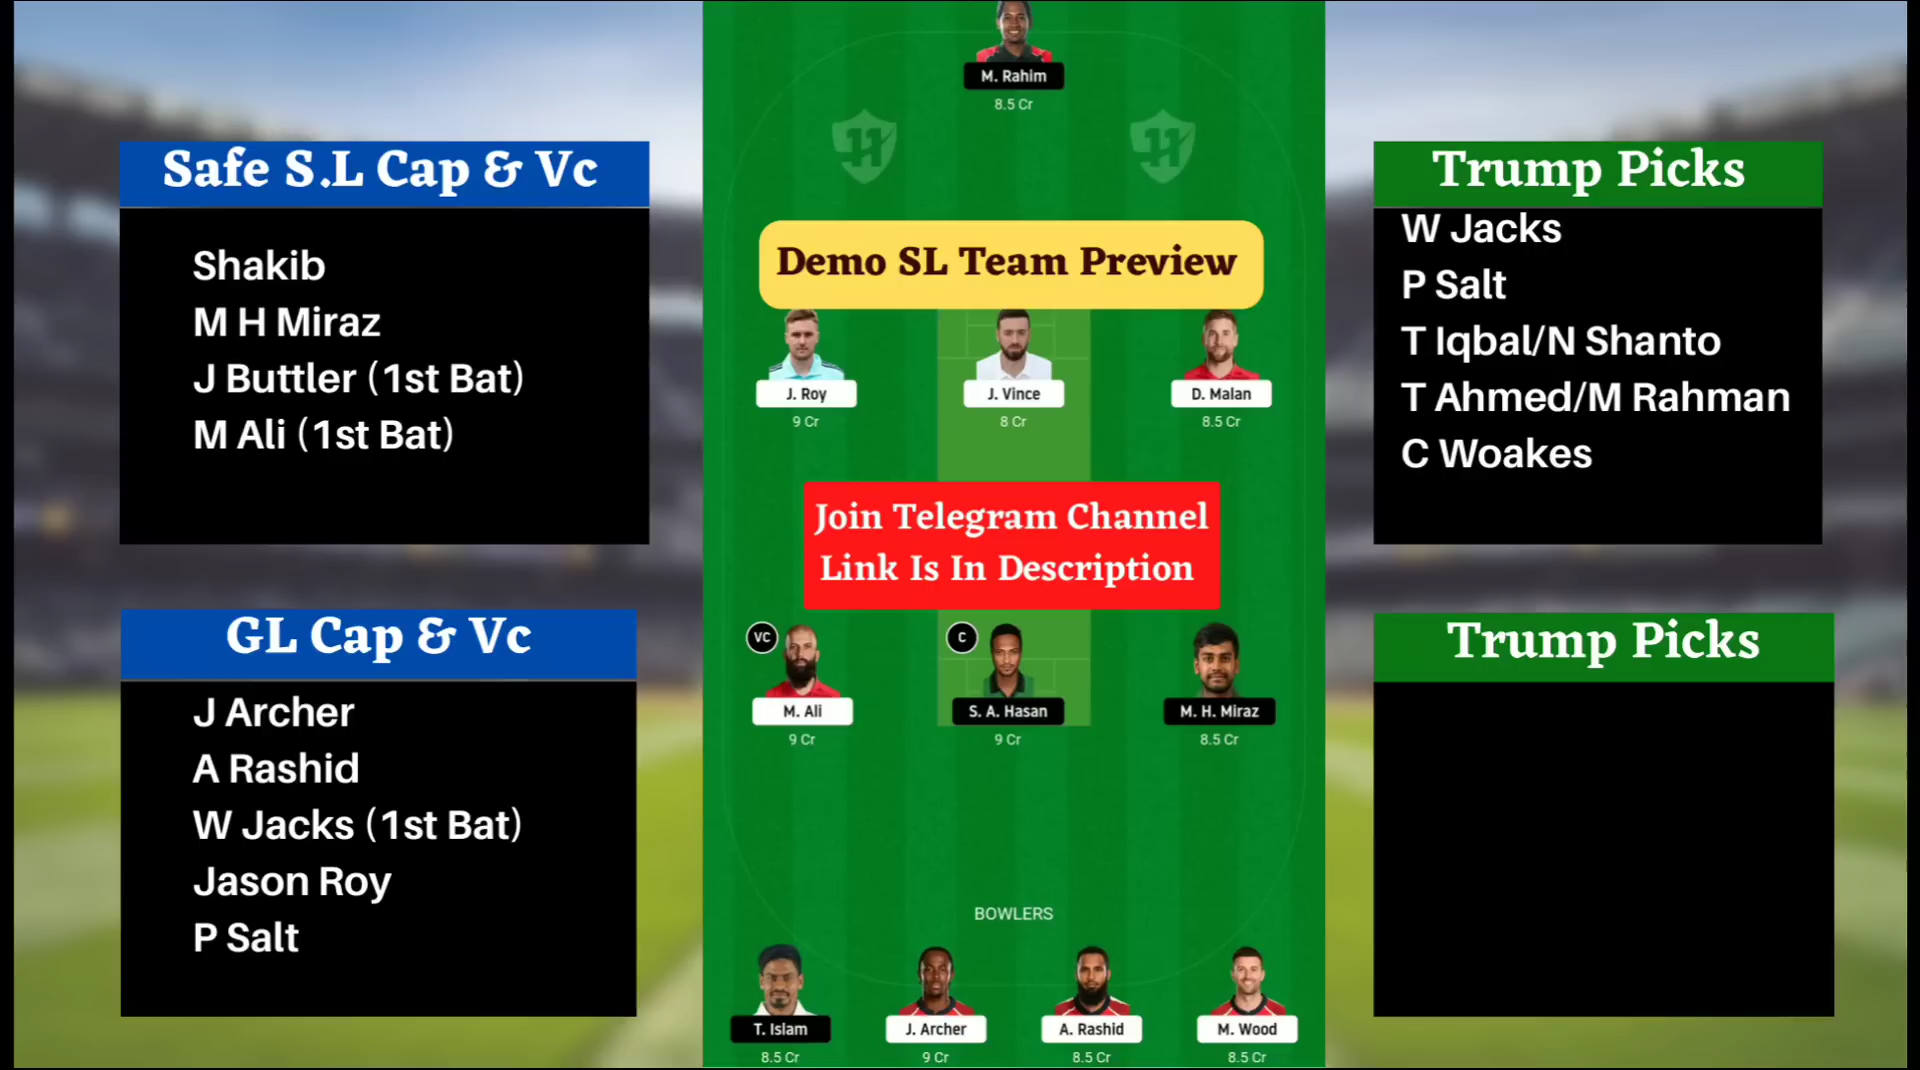 Safe S.L Cap & Vc
Shakib
M H Miraz
J Buttler (1st Bat)
M Ali (1st Bat)
GL Cap & Vc
J Archer
A Rashid
W Jacks (1st Bat)
Jason Roy
P Salt
M. Rahim
8.5 Cr
Demo SL Team Preview
J. Roy
9 Cr
J. Vince
8 Cr
D. Malan
8.5 Cr
Join Telegram Channel
Link Is In Description
VC
M. Ali
9 Cr
C
S. A. Hasan
9 Cr
M. H. Miraz
8.5 Cr
BOWLERS
T. Islam
8.5 Cr
J. Archer
9 Cr
A. Rashid
8.5 Cr
M. Wood
8.5 Cr
Trump Picks
W Jacks
P Salt
T Iqbal/N Shanto
T Ahmed/M Rahman
C Woakes
Trump Picks